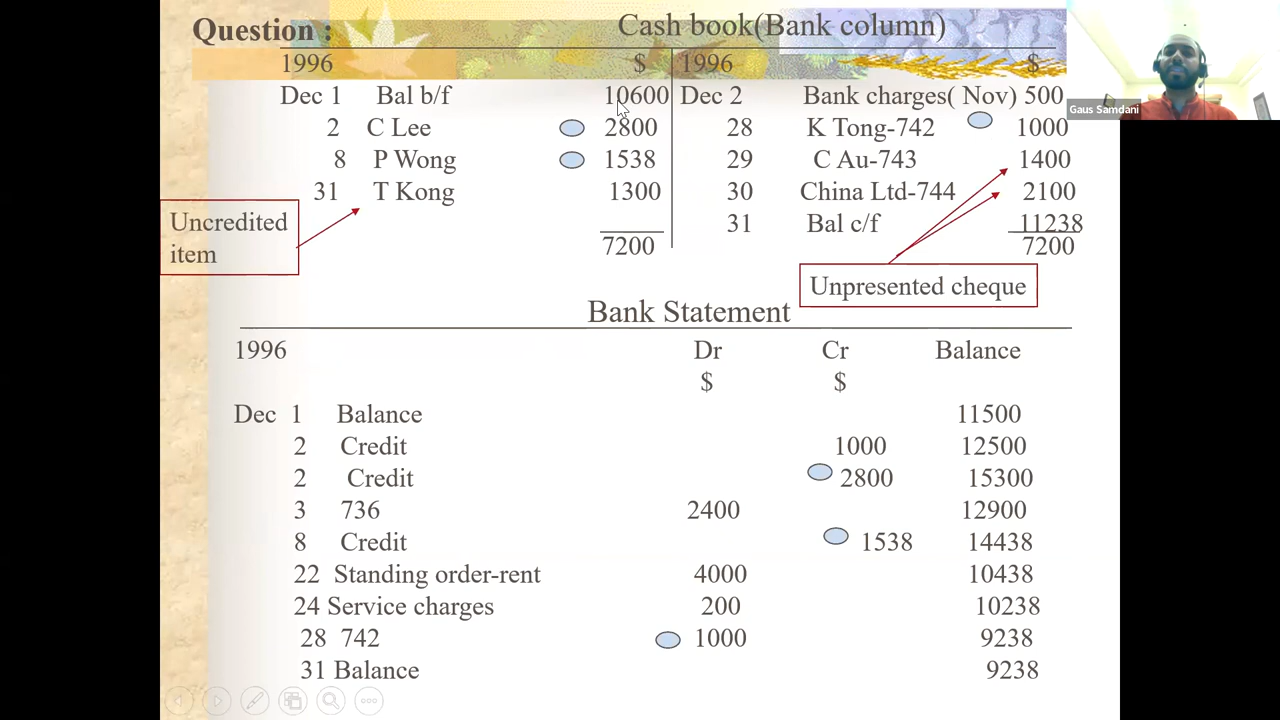 Question : Cash book(Bank column)
1996 $ 1996 $
Dec 1 Bal b/f 10600 Dec 2 Bank charges( Nov) 500
Gaus Samdani
2 C Lee 2800 28 K Tong-742 1000
8 P Wong 1538 29 C Au-743 1400
31 T Kong 1300 30 China Ltd-744 2100
Uncredited
item
31 Bal c/f 11238
7200 7200
Unpresented cheque
Bank Statement
1996 Dr Cr Balance
$ $
Dec 1 Balance 11500
2 Credit 1000 12500
2 Credit 2800 15300
3 736 2400 12900
8 Credit 1538 14438
22 Standing order-rent 4000 10438
24 Service charges 200 10238
28 742 1000 9238
31 Balance 9238